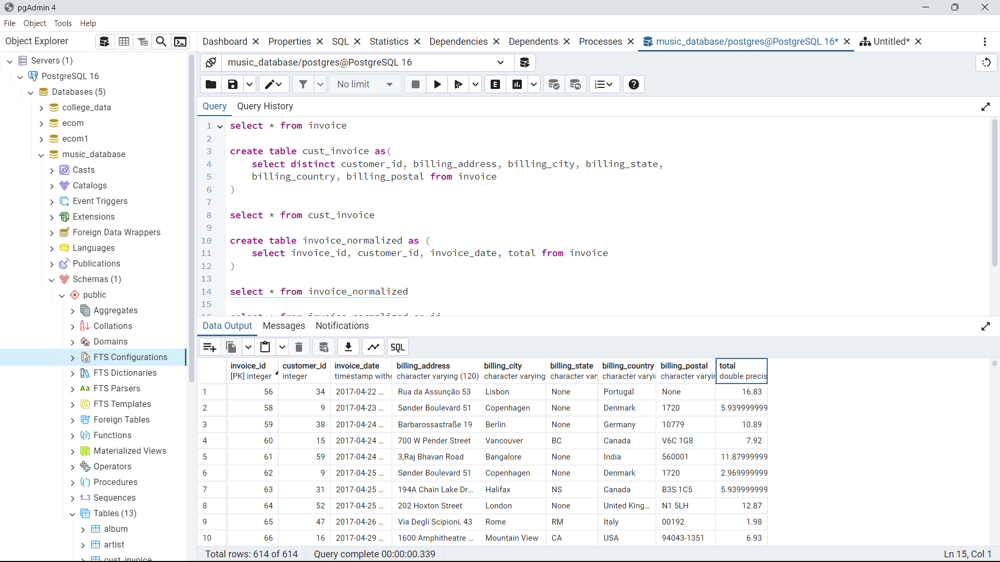 pgAdmin 4
File Object Tools Help
Object Explorer
Dashboard Properties SQL Statistics Dependencies Dependents Processes music_database/postgres@PostgreSQL 16* Untitled*
Servers (1)
PostgreSQL 16
Databases (5)
college_data
ecom
ecom1
music_database
Casts
Catalogs
Event Triggers
Extensions
Foreign Data Wrappers
Languages
Publications
Schemas (1)
public
Aggregates
Collations
Domains
FTS Configurations
FTS Dictionaries
Aa FTS Parsers
FTS Templates
Foreign Tables
Functions
Materialized Views
Operators
Procedures
1..3 Sequences
Tables (13)
album
artist
cust_invoice
music_database/postgres@PostgreSQL 16
No limit
E
Query Query History
1 select * from invoice
2
3 create table cust_invoice as(
4 select distinct customer_id, billing_address, billing_city, billing_state,
5 billing_country, billing_postal from invoice
6 )
7
8 select * from cust_invoice
9
10 create table invoice_normalized as (
11 select invoice_id, customer_id, invoice_date, total from invoice
12 )
13
14 select * from invoice_normalized
15
16 select * from invoice_normalized as ii
Data Output Messages Notifications
SQL
invoice_id customer_id invoice_date billing_address billing_city billing_state billing_country billing_postal total
[PK] integer integer timestamp witho character varying (120) character varying character var character varyi character varyin double precis
1 56 34 2017-04-22 ... Rua da Assunção 53 Lisbon None Portugal None 16.83
2 58 9 2017-04-23 ... Sønder Boulevard 51 Copenhagen None Denmark 1720 5.939999999
3 59 38 2017-04-24 ... Barbarossastraße 19 Berlin None Germany 10779 10.89
4 60 15 2017-04-24 ... 700 W Pender Street Vancouver BC Canada V6C 1G8 7.92
5 61 59 2017-04-24 ... 3,Raj Bhavan Road Bangalore None India 560001 11.87999999
6 62 9 2017-04-25 ... Sønder Boulevard 51 Copenhagen None Denmark 1720 2.969999999
7 63 31 2017-04-25 ... 194A Chain Lake Dr... Halifax NS Canada B3S 1C5 5.939999999
8 64 52 2017-04-25 ... 202 Hoxton Street London None United King... N1 5LH 12.87
9 65 47 2017-04-26 ... Via Degli Scipioni, 43 Rome RM Italy 00192 1.98
10 66 16 2017-04-29 ... 1600 Amphitheatre ... Mountain View CA USA 94043-1351 6.93
Total rows: 614 of 614 Query complete 00:00:00.339 Ln 15, Col 1